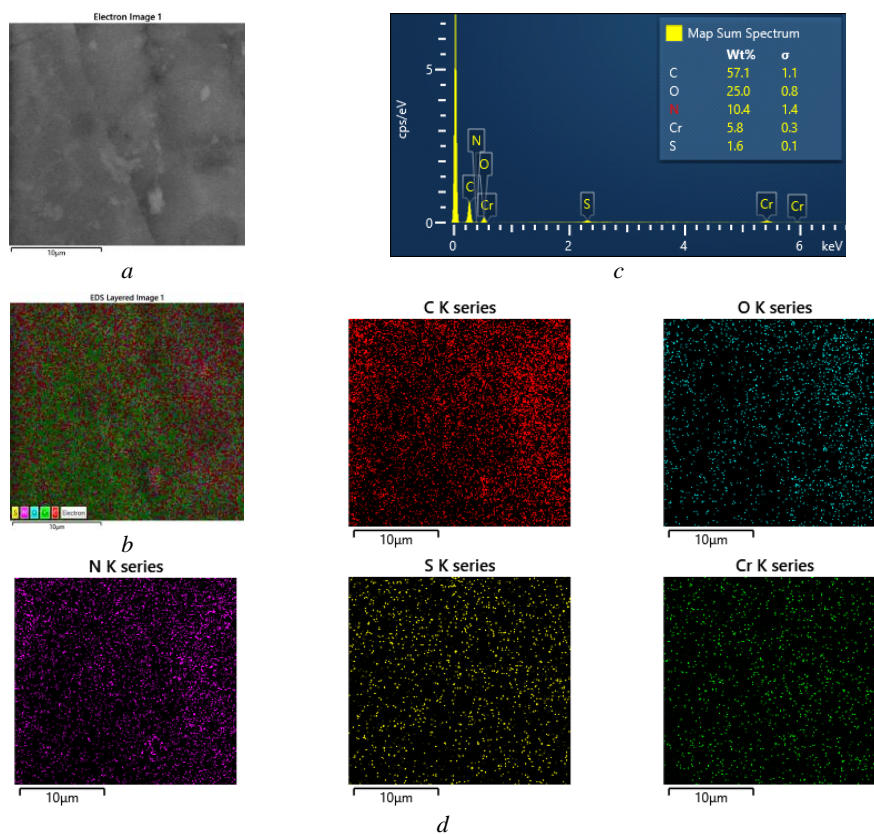 Electron Image 1
10µm
a
Map Sum Spectrum
Wt% σ
C 57.1 1.1
O 25.0 0.8
N 10.4 1.4
Cr 5.8 0.3
S 1.6 0.1
cps/eV
5
0
N
O
C
Cr
S
Cr
Cr
0 2 4 6 keV
c
EDS Layered Image 1
S N O Cr C Electron
10µm
b
C K series
10µm
O K series
10µm
N K series
10µm
S K series
10µm
Cr K series
10µm
d